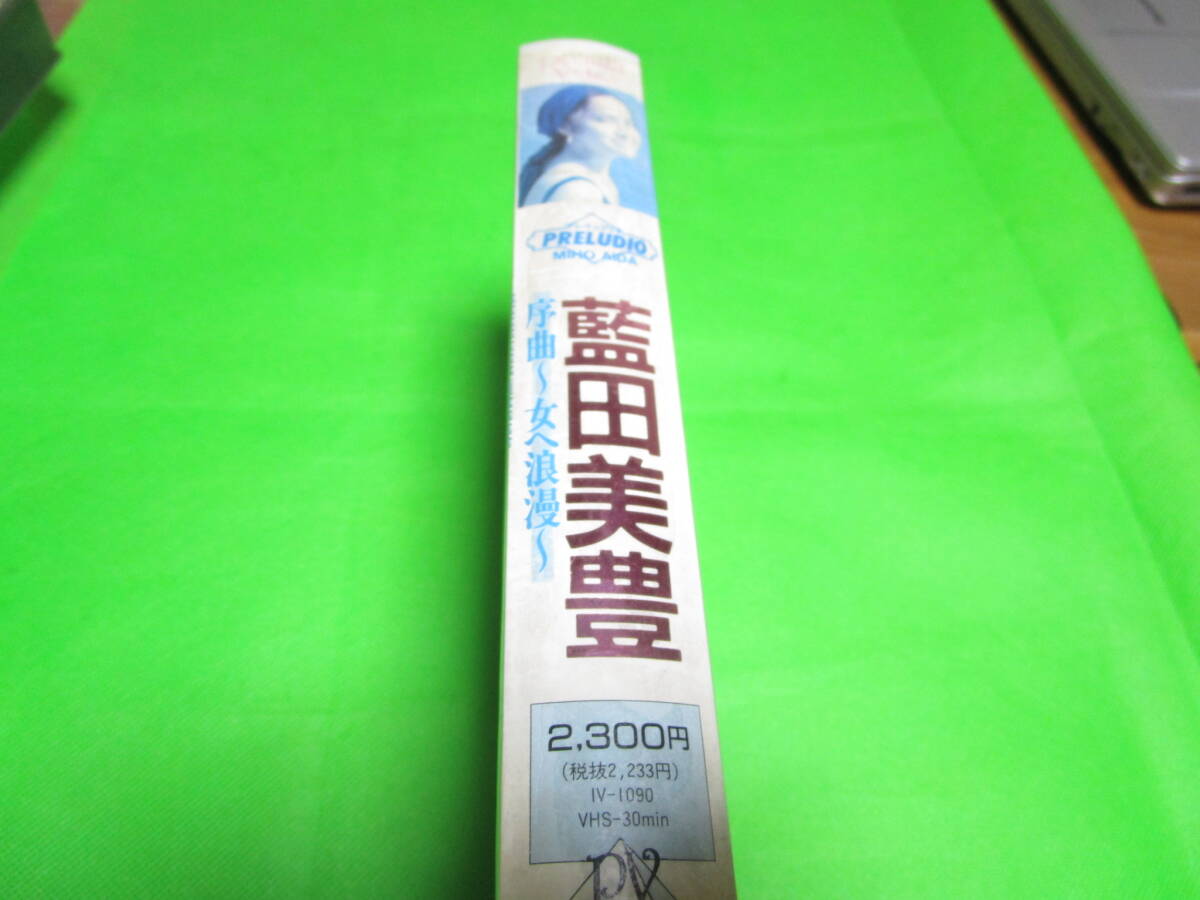 PRELUDIO
MIHO AIDA
藍田美豊
序曲～女へ浪漫～
2,300円
(税抜2,233円)
IV-1090
VHS-30min
PV